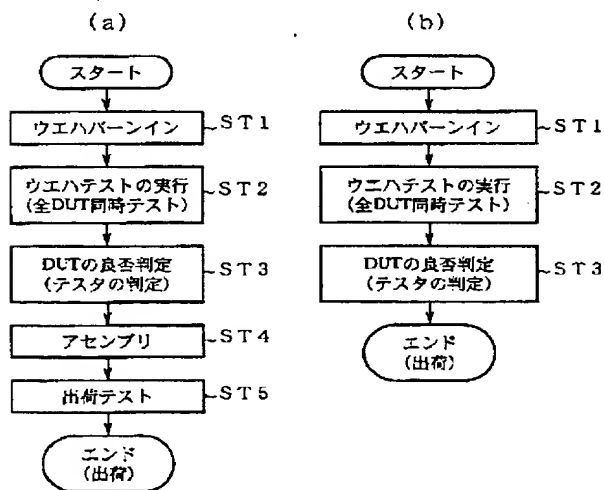 (a)
スタート
ウエハバーンイン
ST1
ウエハテストの実行
(全DUT同時テスト)
ST2
DUTの良否判定
(テスタの判定)
ST3
アセンブリ
ST4
出荷テスト
ST5
エンド
(出荷)
(b)
スタート
ウエハバーンイン
ST1
ウエハテストの実行
(全DUT同時テスト)
ST2
DUTの良否判定
(テスタの判定)
ST3
エンド
(出荷)